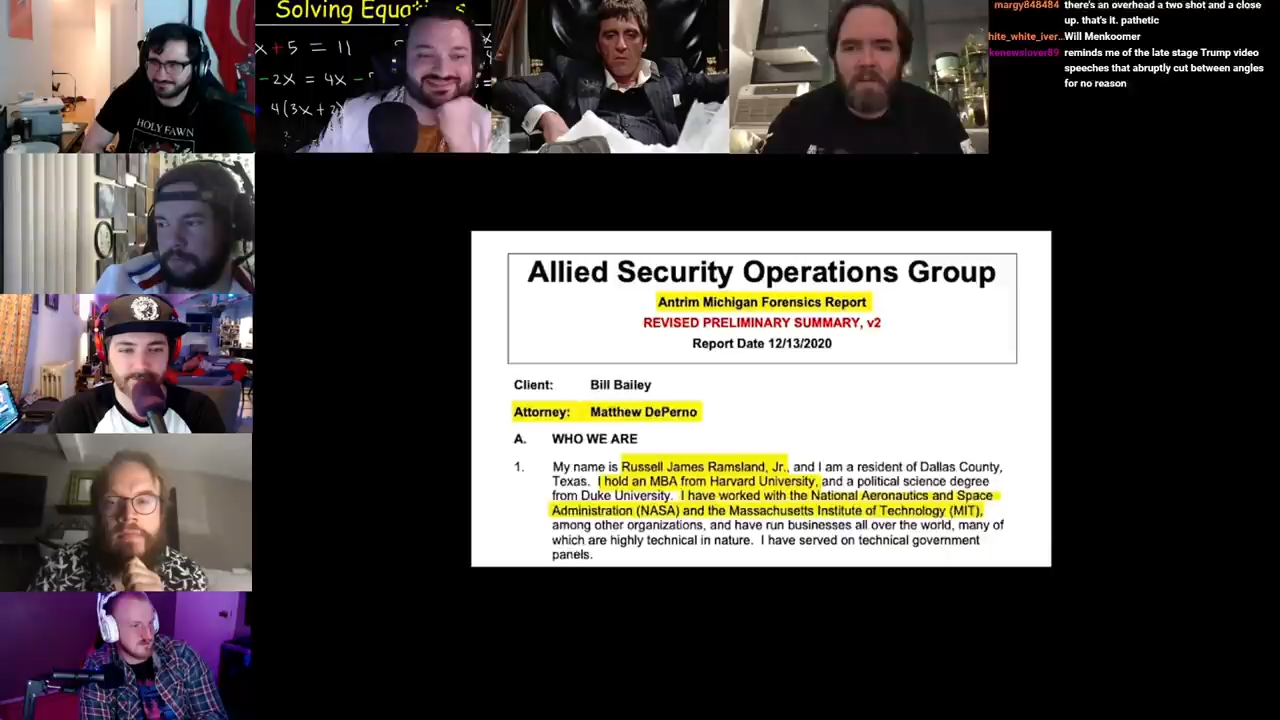 Solving Equa s
x + 5 = 11
- 2X = 4X -
4(3x + 2
HOLY FAWN
margy848484 there's an overhead a two shot and a close
up. that's it. pathetic
hite_white_iver... Will Menkoomer
kenewslover89 reminds me of the late stage Trump video
speeches that abruptly cut between angles
for no reason
Allied Security Operations Group
Antrim Michigan Forensics Report
REVISED PRELIMINARY SUMMARY, v2
Report Date 12/13/2020
Client: Bill Bailey
Attorney: Matthew DePerno
A. WHO WE ARE
1. My name is Russell James Ramsland, Jr., and I am a resident of Dallas County,
Texas. I hold an MBA from Harvard University, and a political science degree
from Duke University. I have worked with the National Aeronautics and Space
Administration (NASA) and the Massachusetts Institute of Technology (MIT),
among other organizations, and have run businesses all over the world, many of
which are highly technical in nature. I have served on technical government
panels.